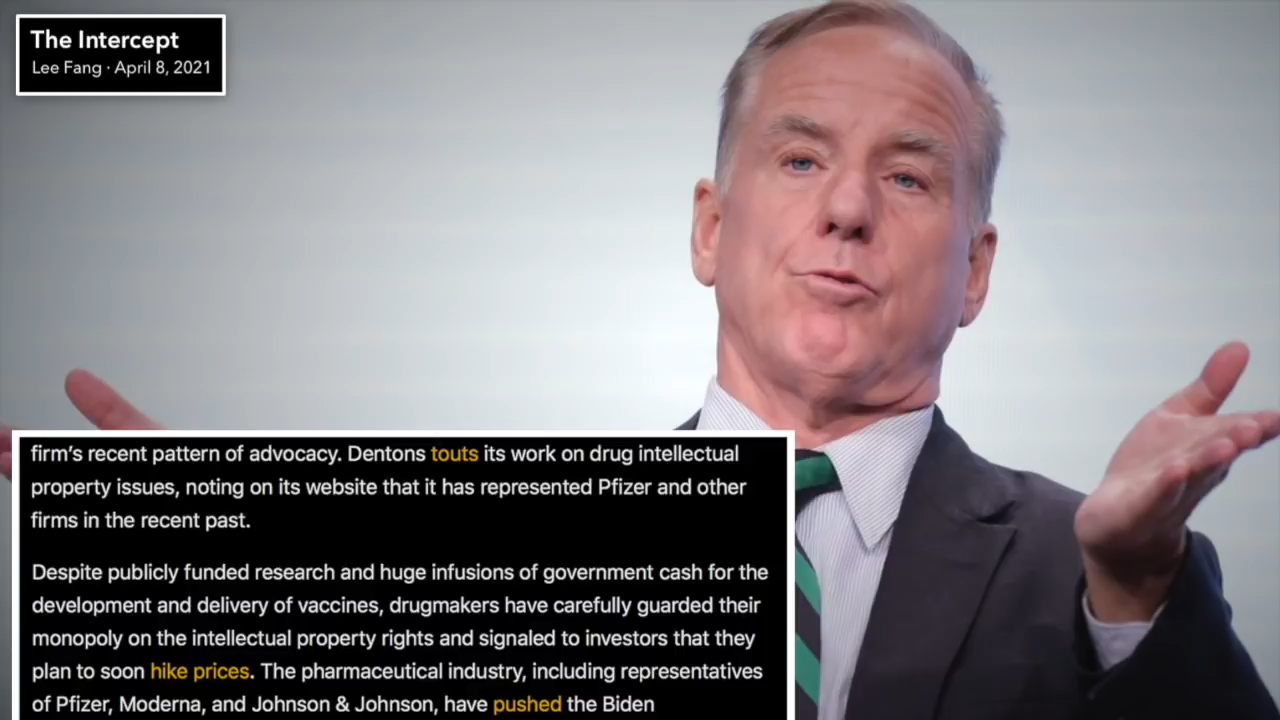 The Intercept
Lee Fang · April 8, 2021
firm’s recent pattern of advocacy. Dentons touts its work on drug intellectual
property issues, noting on its website that it has represented Pfizer and other
firms in the recent past.
Despite publicly funded research and huge infusions of government cash for the
development and delivery of vaccines, drugmakers have carefully guarded their
monopoly on the intellectual property rights and signaled to investors that they
plan to soon hike prices. The pharmaceutical industry, including representatives
of Pfizer, Moderna, and Johnson & Johnson, have pushed the Biden